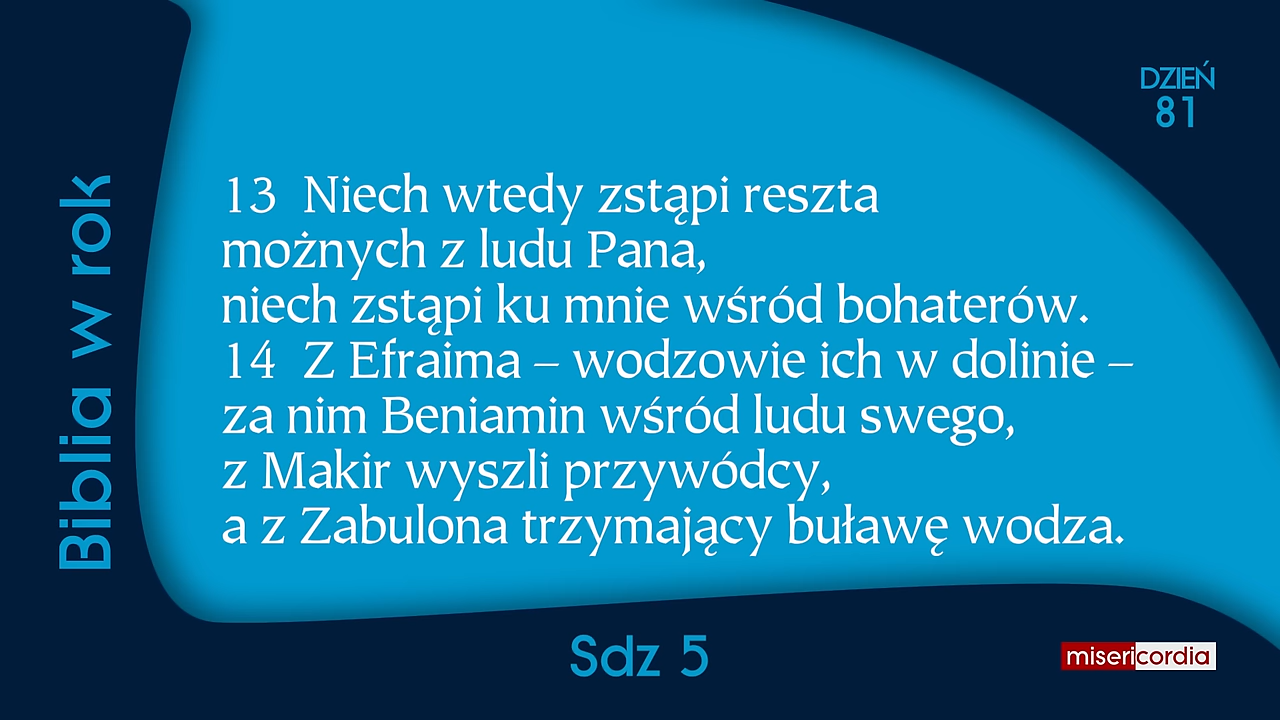 Biblia w rok
DZIEŃ
81
13 Niech wtedy zstąpi reszta
możnych z ludu Pana,
niech zstąpi ku mnie wśród bohaterów.
14 Z Efraima – wodzowie ich w dolinie –
za nim Beniamin wśród ludu swego,
z Makir wyszli przywódcy,
a z Zabulona trzymający buławę wodza.
Sdz 5
misericordia